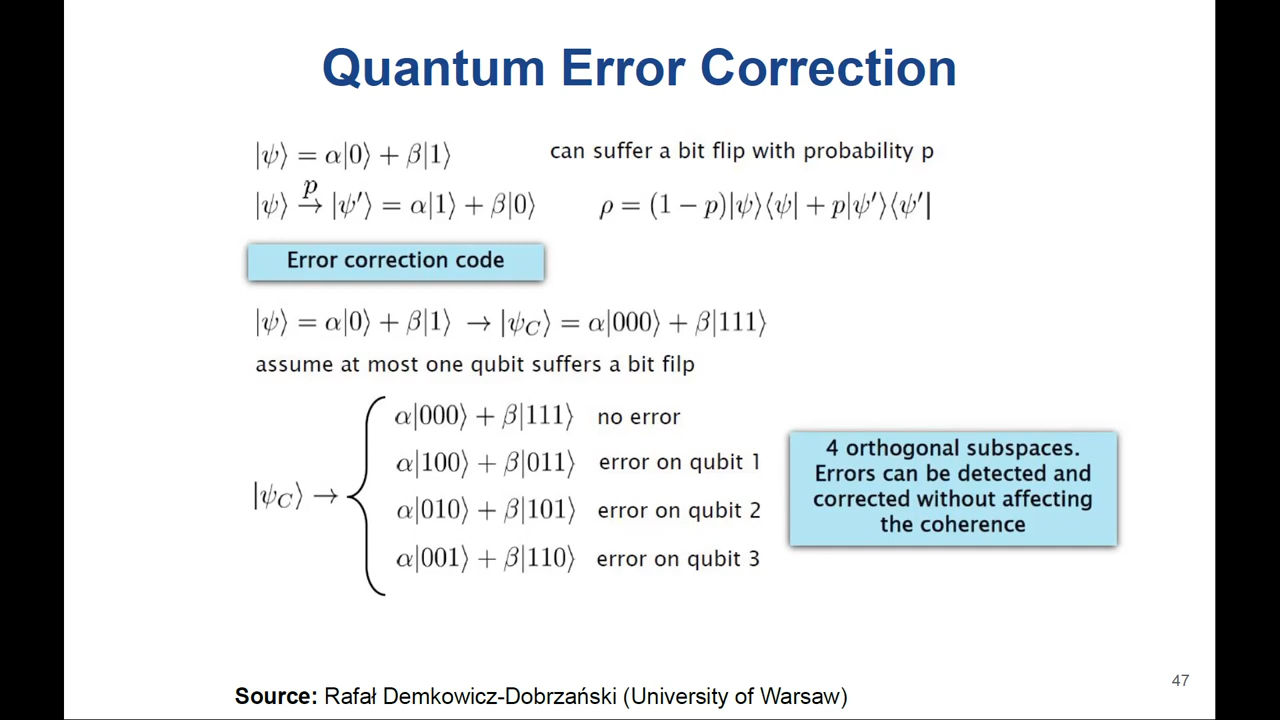 Quantum Error Correction
|ψ⟩ = α|0⟩ + β|1⟩ can suffer a bit flip with probability p
|ψ⟩ →^p |ψ′⟩ = α|1⟩ + β|0⟩ ρ = (1 − p)|ψ⟩⟨ψ| + p|ψ′⟩⟨ψ′|
Error correction code
|ψ⟩ = α|0⟩ + β|1⟩ → |ψ_C⟩ = α|000⟩ + β|111⟩
assume at most one qubit suffers a bit filp
|ψ_C⟩ →
α|000⟩ + β|111⟩ no error
α|100⟩ + β|011⟩ error on qubit 1
α|010⟩ + β|101⟩ error on qubit 2
α|001⟩ + β|110⟩ error on qubit 3
4 orthogonal subspaces.
Errors can be detected and
corrected without affecting
the coherence
47
Source: Rafał Demkowicz-Dobrzański (University of Warsaw)